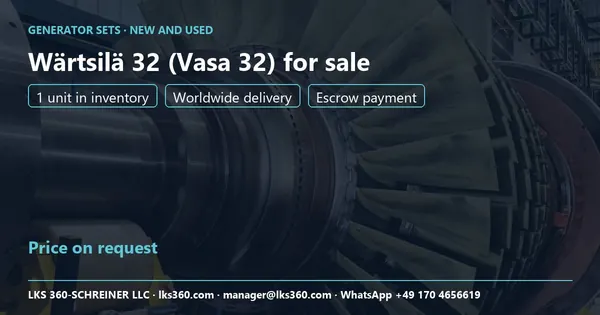 GENERATOR SETS · NEW AND USED
Wärtsilä 32 (Vasa 32) for sale
1 unit in inventory Worldwide delivery Escrow payment
Price on request
LKS 360-SCHREINER LLC · lks360.com · manager@lks360.com · WhatsApp +49 170 4656619